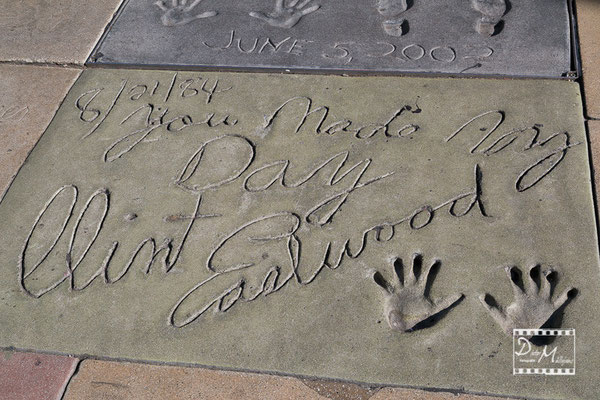 JUNE 5, 2002
8/21/84
You Made My
Day
Clint Eastwood